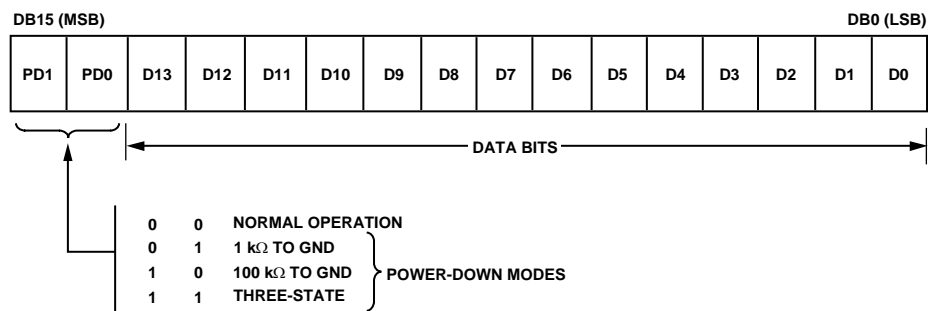 DB15 (MSB) DB0 (LSB)
PD1 PD0 D13 D12 D11 D10 D9 D8 D7 D6 D5 D4 D3 D2 D1 D0
DATA BITS
0 0 NORMAL OPERATION
0 1 1 kΩ TO GND
1 0 100 kΩ TO GND
1 1 THREE-STATE
POWER-DOWN MODES